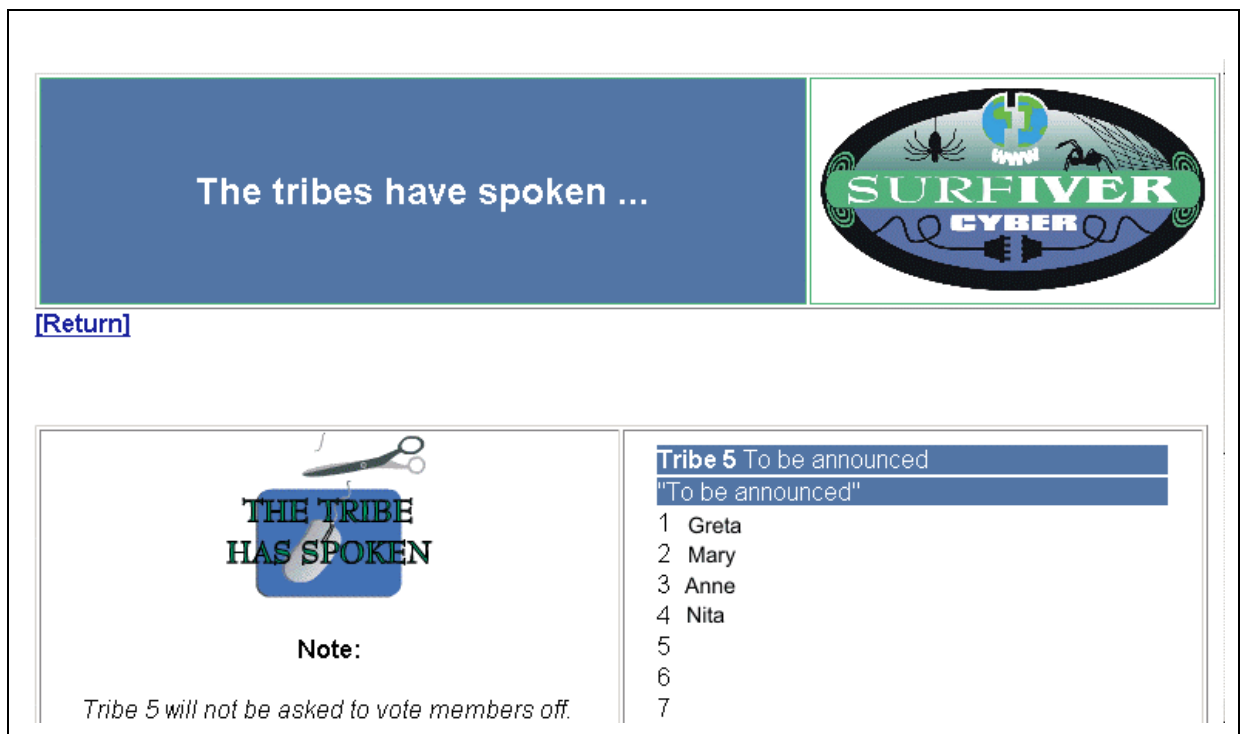 The tribes have spoken ...
WWW
SURFIVER
CYBER
[Return]
THE TRIBE
HAS SPOKEN
Note:
Tribe 5 will not be asked to vote members off.
Tribe 5 To be announced
"To be announced"
1 Greta
2 Mary
3 Anne
4 Nita
5
6
7